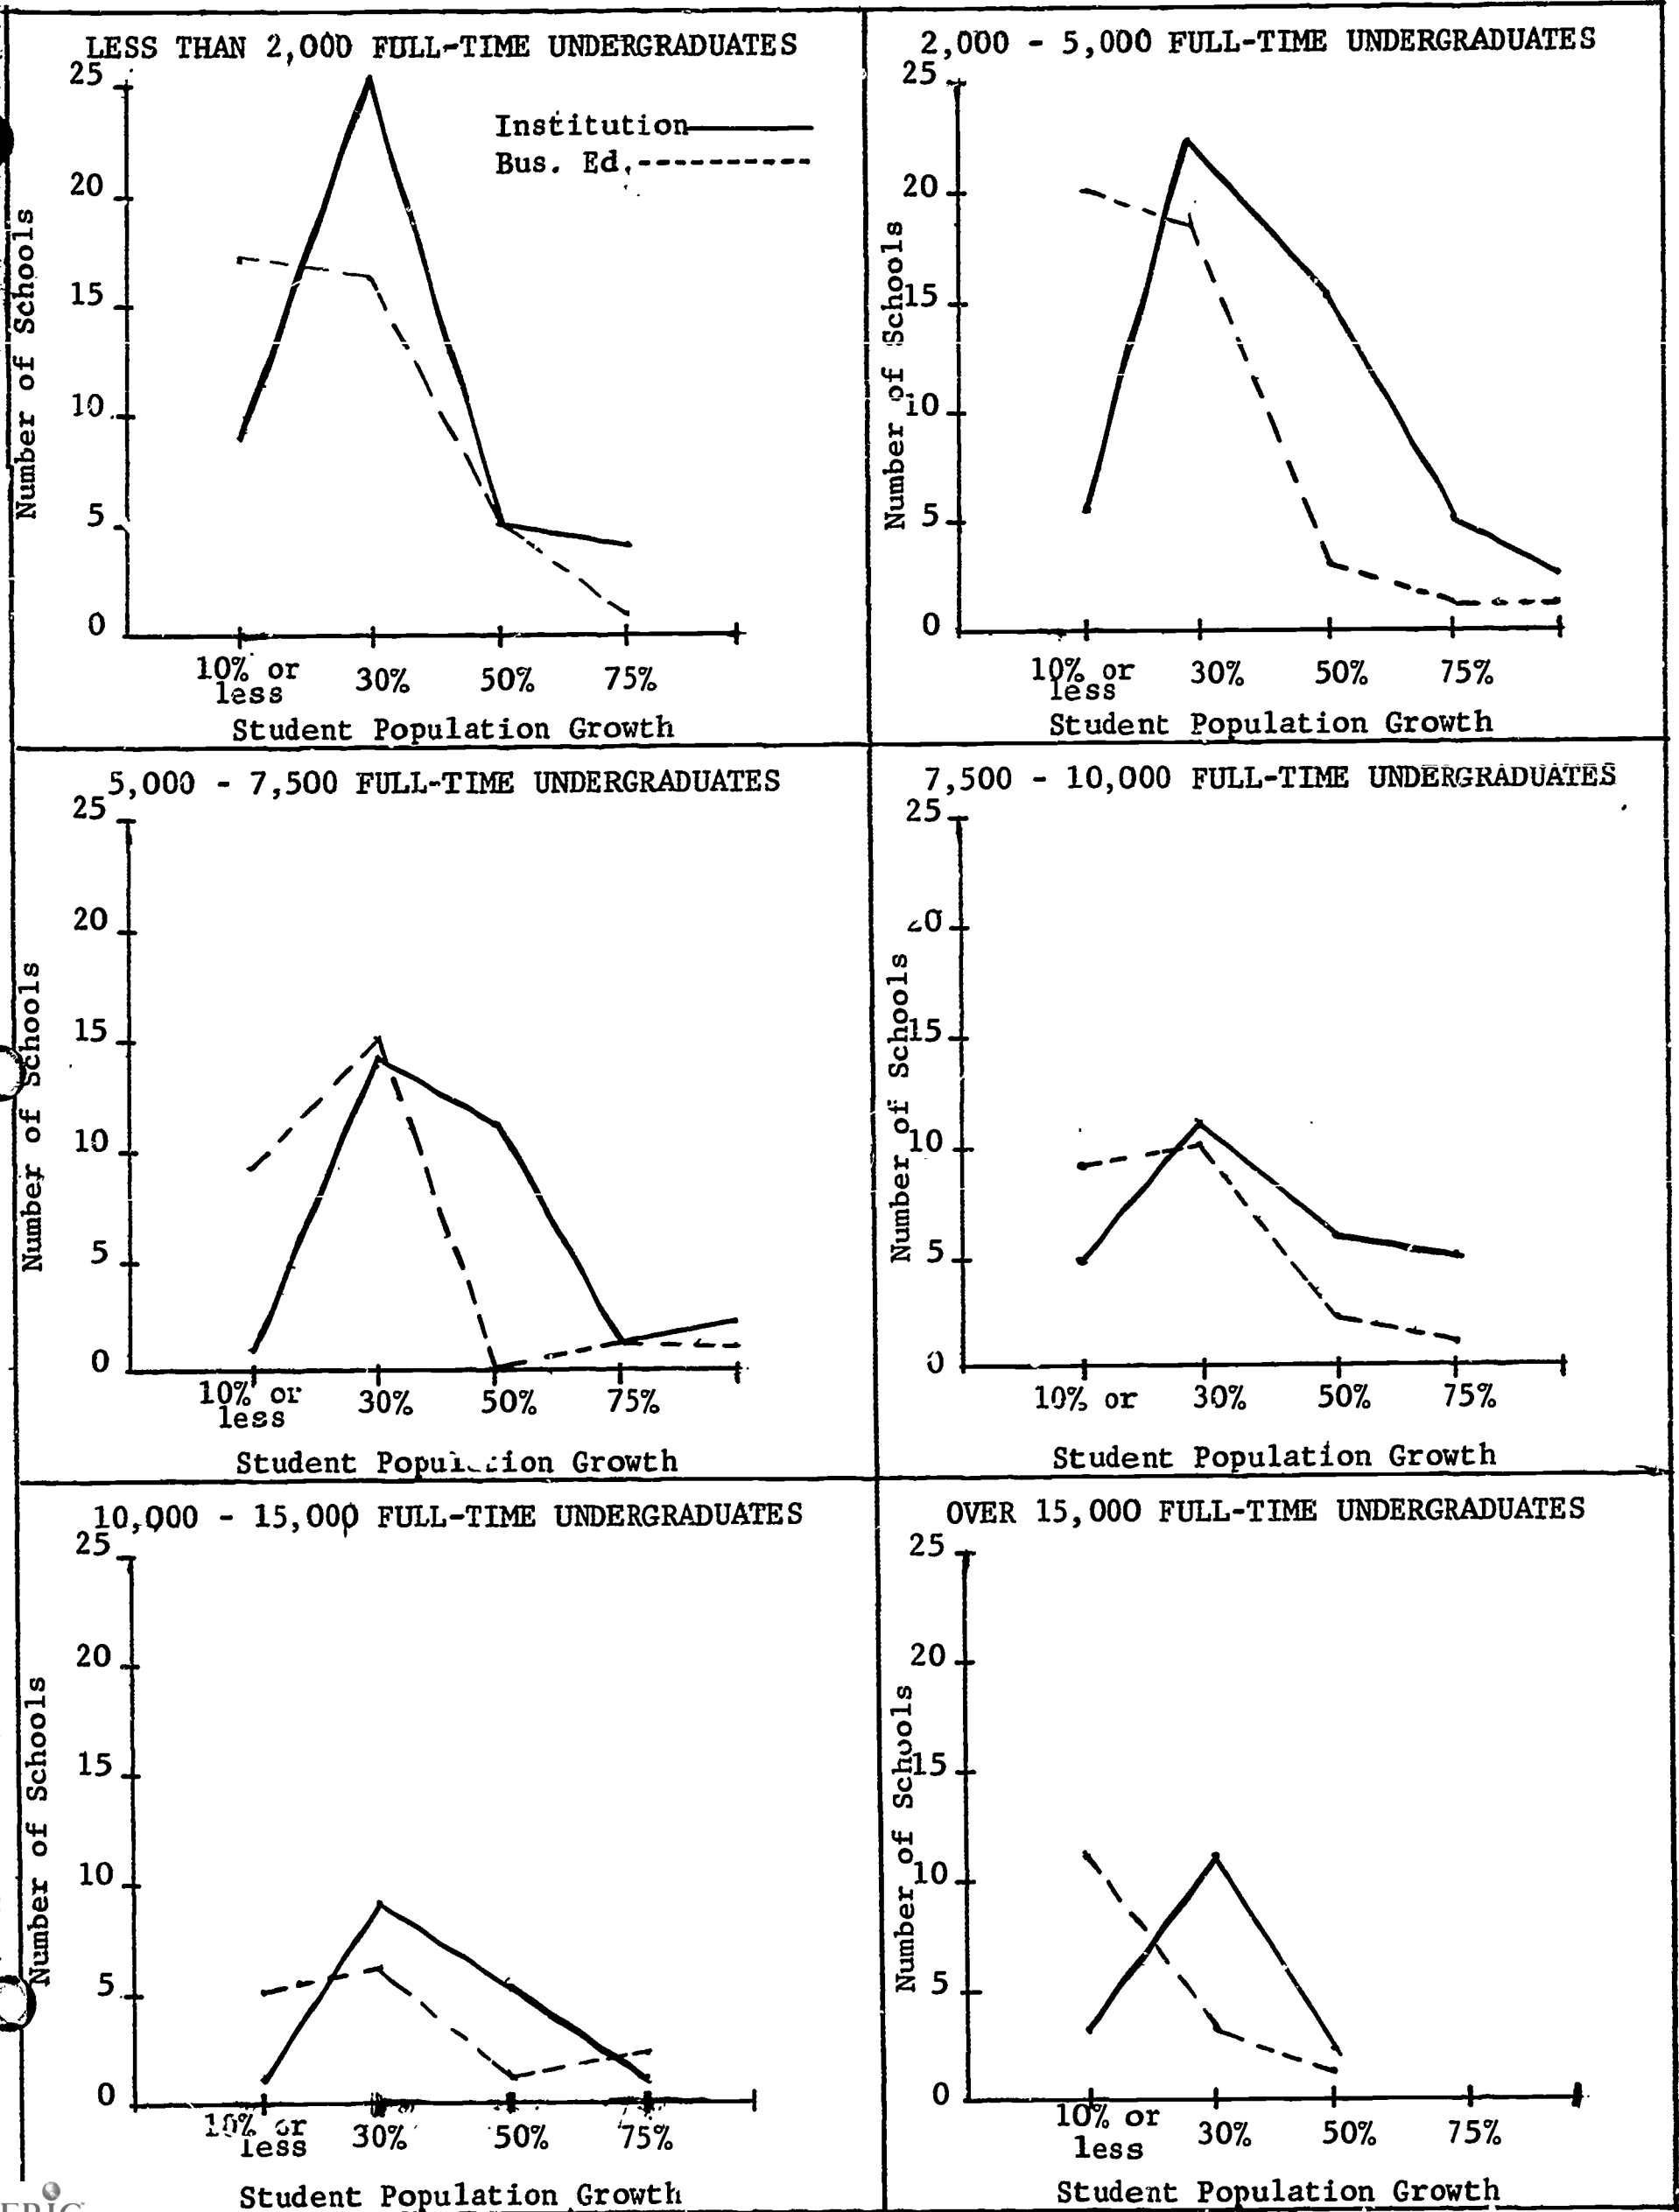 LESS THAN 2,000 FULL-TIME UNDERGRADUATES
25
20
15
10
5
0
Number of Schools
Institution
Bus. Ed.
10% or
less
30%
50%
75%
Student Population Growth
2,000 - 5,000 FULL-TIME UNDERGRADUATES
25
20
15
10
5
0
Number of Schools
10% or
less
30%
50%
75%
Student Population Growth
5,000 - 7,500 FULL-TIME UNDERGRADUATES
25
20
15
10
5
0
Number of Schools
10% or
less
30%
50%
75%
Student Population Growth
7,500 - 10,000 FULL-TIME UNDERGRADUATES
25
20
15
10
5
0
Number of Schools
10% or
30%
50%
75%
Student Population Growth
10,000 - 15,000 FULL-TIME UNDERGRADUATES
25
20
15
10
5
0
Number of Schools
10% or
less
30%
50%
75%
Student Population Growth
OVER 15,000 FULL-TIME UNDERGRADUATES
25
20
15
10
5
0
Number of Schools
10% or
less
30%
50%
75%
Student Population Growth